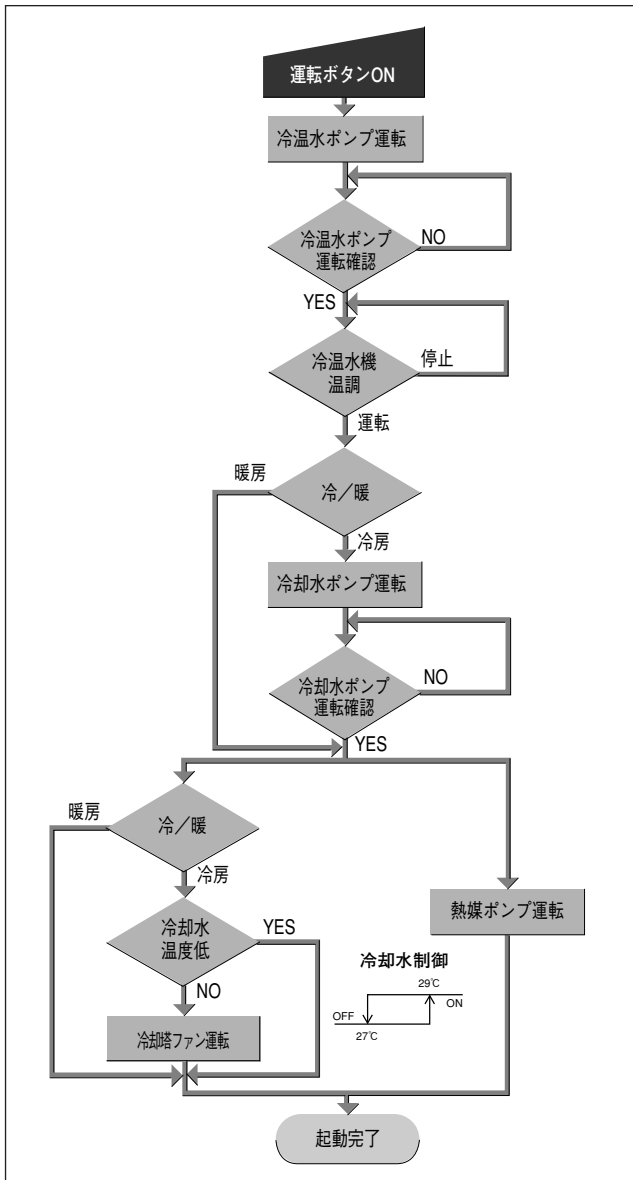 運転ボタンON
冷温水ポンプ運転
冷温水ポンプ
運転確認
NO
YES
冷温水機
温調
停止
運転
暖房
冷／暖
冷房
冷却水ポンプ運転
冷却水ポンプ
運転確認
NO
YES
暖房
冷／暖
冷房
冷却水
温度低
YES
NO
冷却塔ファン運転
熱媒ポンプ運転
冷却水制御
29℃
ON
OFF
27℃
起動完了